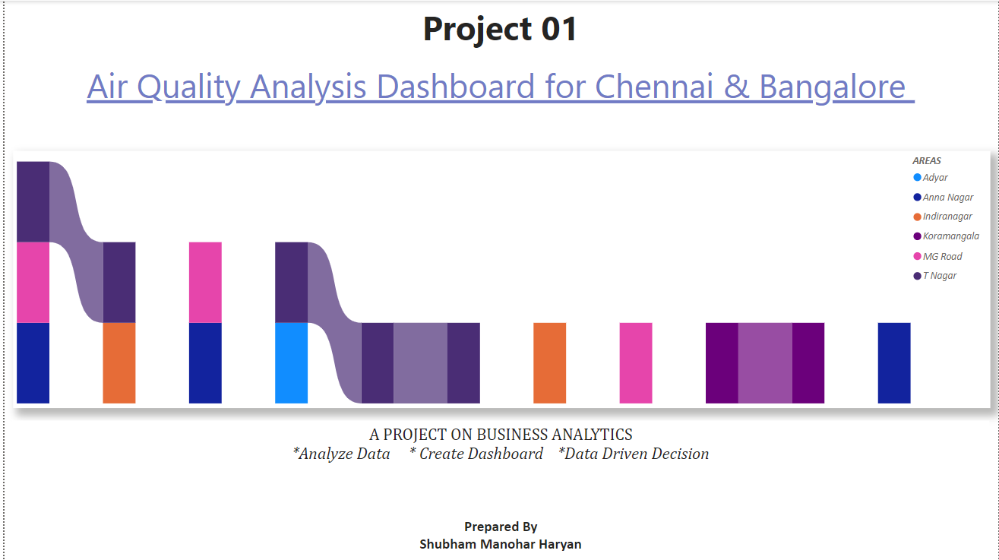 Project 01
Air Quality Analysis Dashboard for Chennai & Bangalore
AREAS
Adyar
Anna Nagar
Indiranagar
Koramangala
MG Road
T Nagar
A PROJECT ON BUSINESS ANALYTICS
*Analyze Data * Create Dashboard *Data Driven Decision
Prepared By
Shubham Manohar Haryan